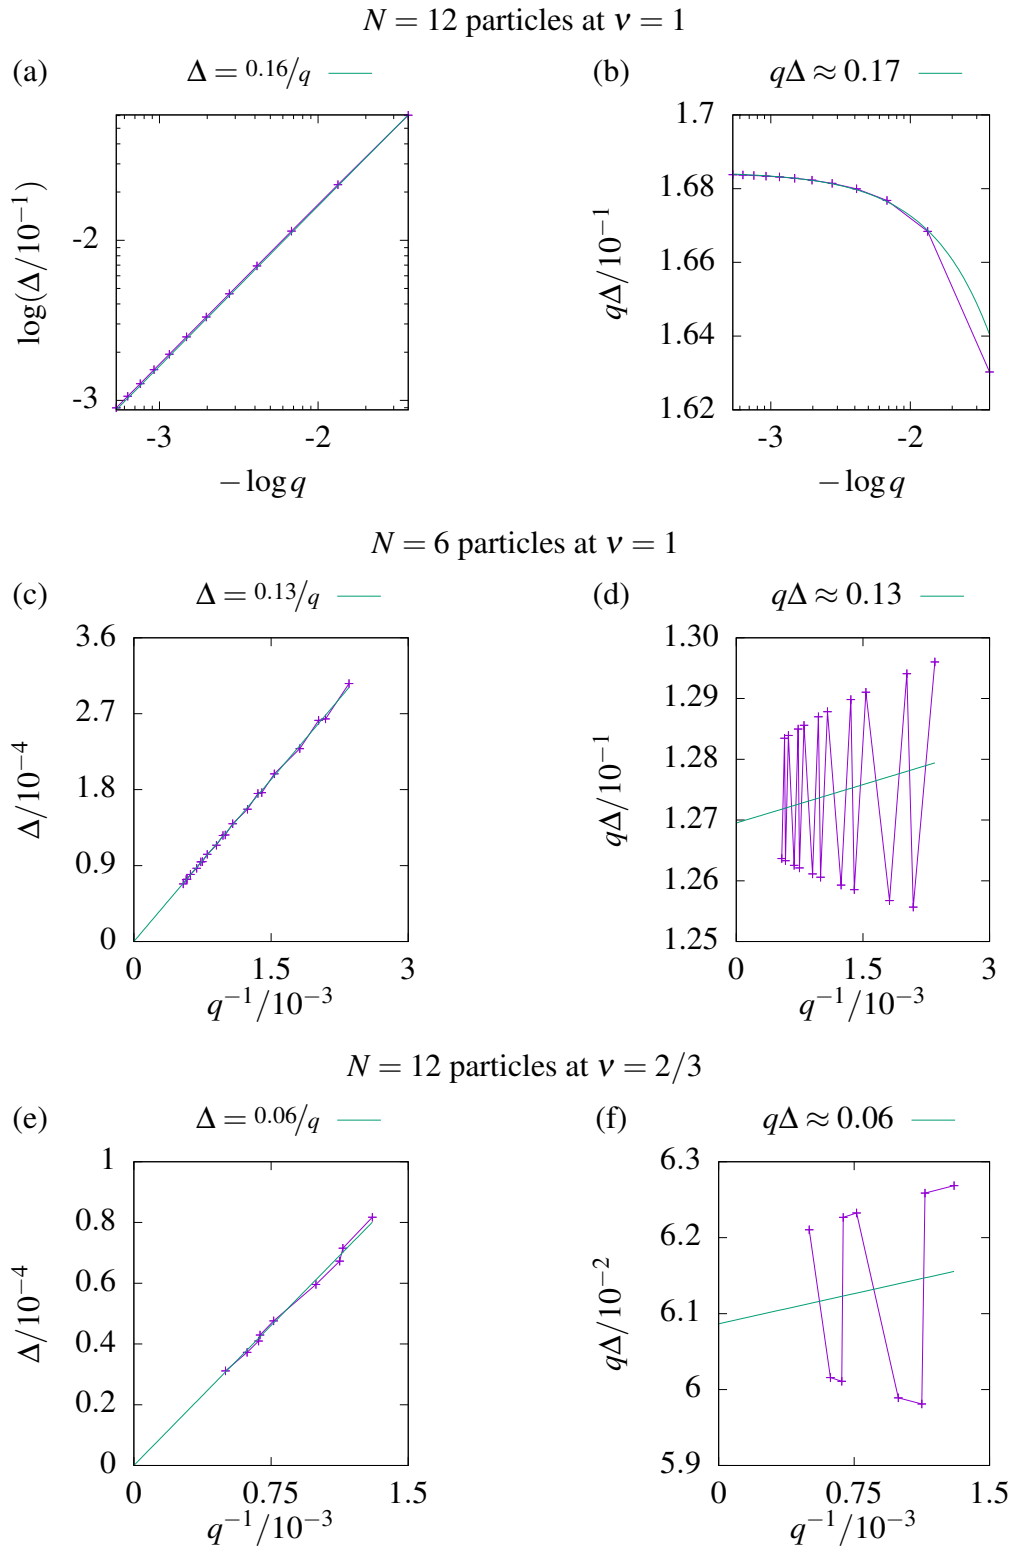 N = 12 particles at ν = 1
(a)
Δ = 0.16/q
log(Δ/10⁻¹)
-2
-3
-3 -2
− log q
(b)
qΔ ≈ 0.17
qΔ/10⁻¹
1.7
1.68
1.66
1.64
1.62
-3 -2
− log q
N = 6 particles at ν = 1
(c)
Δ = 0.13/q
Δ/10⁻⁴
3.6
2.7
1.8
0.9
0
0 1.5 3
q⁻¹/10⁻³
(d)
qΔ ≈ 0.13
qΔ/10⁻¹
1.30
1.29
1.28
1.27
1.26
1.25
0 1.5 3
q⁻¹/10⁻³
N = 12 particles at ν = 2/3
(e)
Δ = 0.06/q
Δ/10⁻⁴
1
0.8
0.6
0.4
0.2
0
0 0.75 1.5
q⁻¹/10⁻³
(f)
qΔ ≈ 0.06
qΔ/10⁻²
6.3
6.2
6.1
6
5.9
0 0.75 1.5
q⁻¹/10⁻³